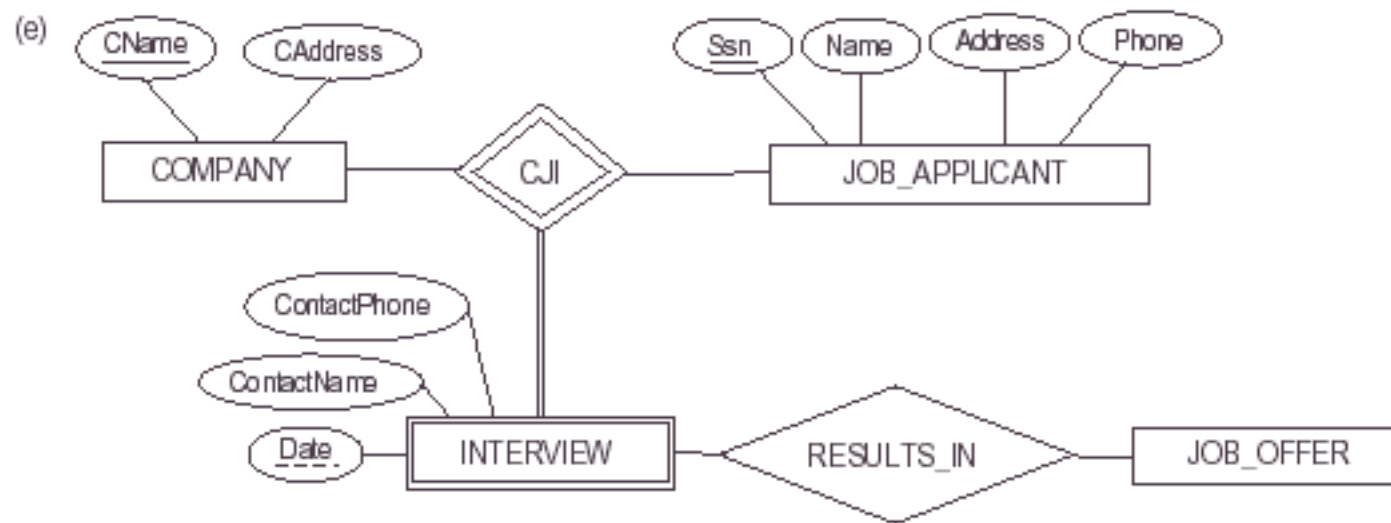 (e)
CName CAddress Ssn Name Address Phone
COMPANY CJI JOB_APPLICANT
ContactPhone
ContactName
Date INTERVIEW RESULTS_IN JOB_OFFER